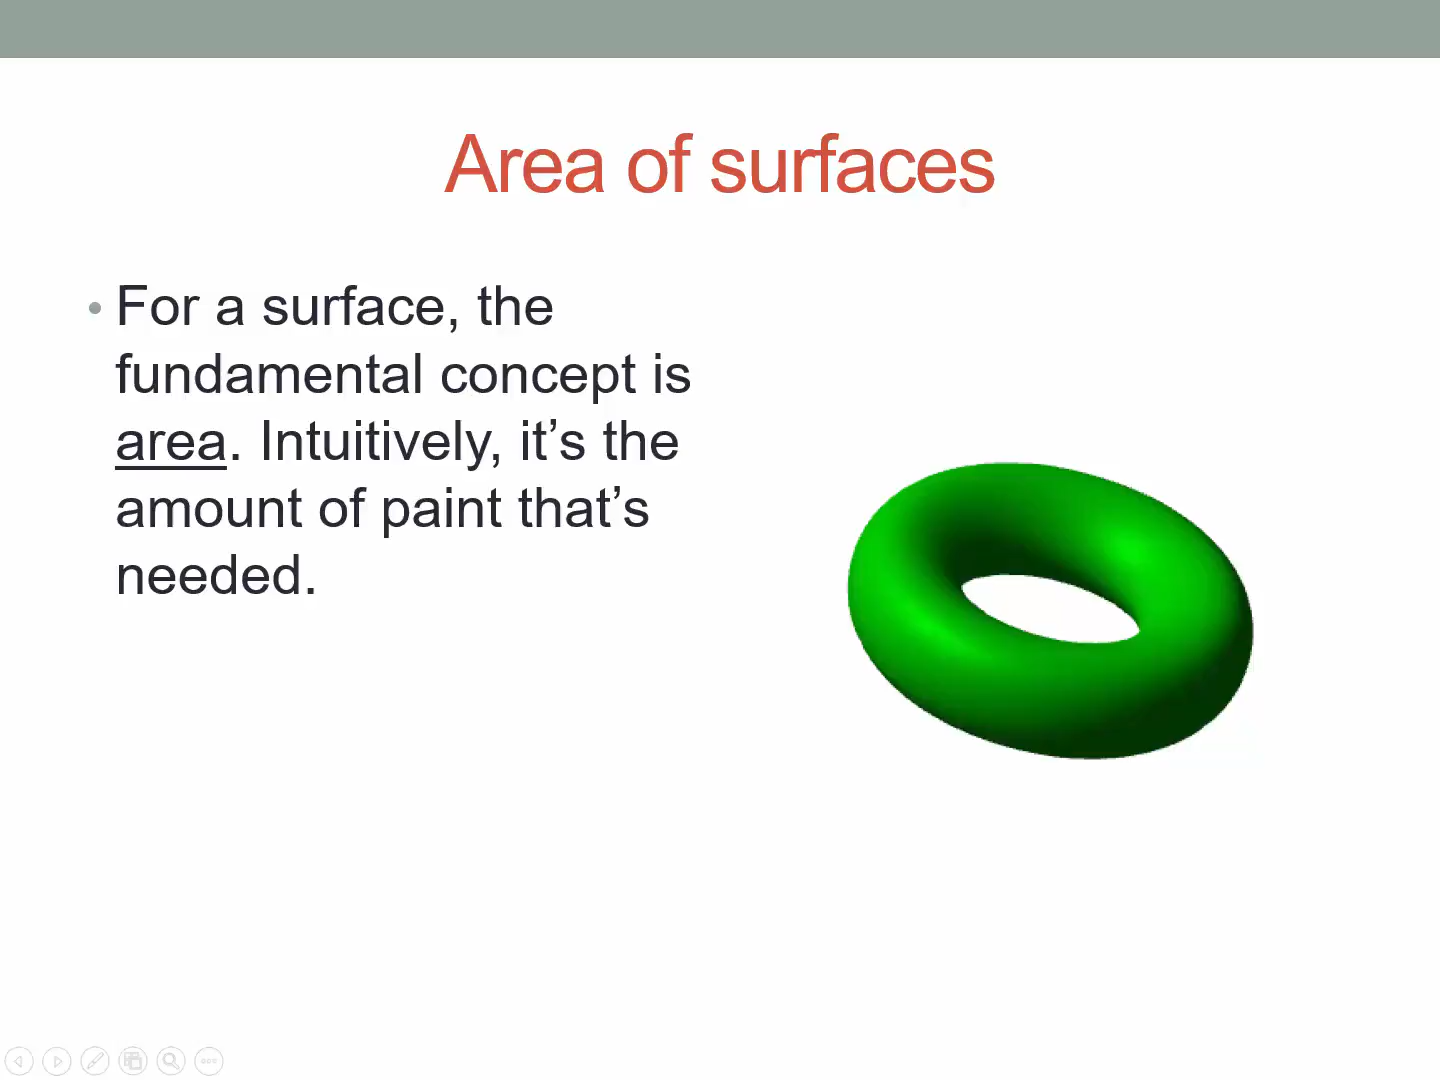 Area of surfaces
• For a surface, the
fundamental concept is
area. Intuitively, it’s the
amount of paint that’s
needed.